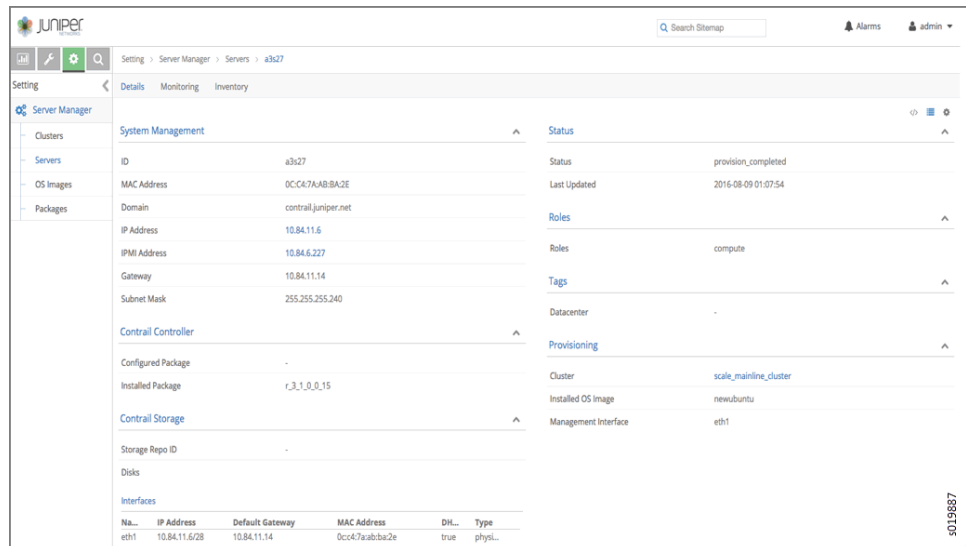 JUNIPER
NETWORKS
Search Sitemap
Alarms
admin
Setting > Server Manager > Servers > a3s27
Setting
Details Monitoring Inventory
Server Manager
Clusters
Servers
OS Images
Packages
System Management
ID a3s27
MAC Address 0C:C4:7A:AB:BA:2E
Domain contrail.juniper.net
IP Address 10.84.11.6
IPMI Address 10.84.6.227
Gateway 10.84.11.14
Subnet Mask 255.255.255.240
Contrail Controller
Configured Package -
Installed Package r_3_1_0_0_15
Contrail Storage
Storage Repo ID -
Disks
Interfaces
Na... IP Address Default Gateway MAC Address DH... Type
eth1 10.84.11.6/28 10.84.11.14 0c:c4:7a:ab:ba:2e true physi...
</> 
Status
Status provision_completed
Last Updated 2016-08-09 01:07:54
Roles
Roles compute
Tags
Datacenter -
Provisioning
Cluster scale_mainline_cluster
Installed OS Image newubuntu
Management Interface eth1
s019887